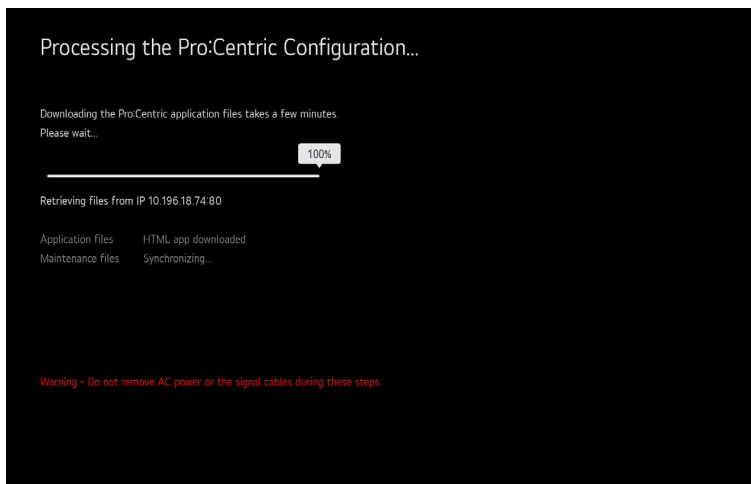 Processing the Pro:Centric Configuration...
Downloading the Pro:Centric application files takes a few minutes.
Please wait...
100%
Retrieving files from IP 10.196.18.74:80
Application files HTML app downloaded
Maintenance files Synchronizing...
Warning - Do not remove AC power or the signal cables during these steps.